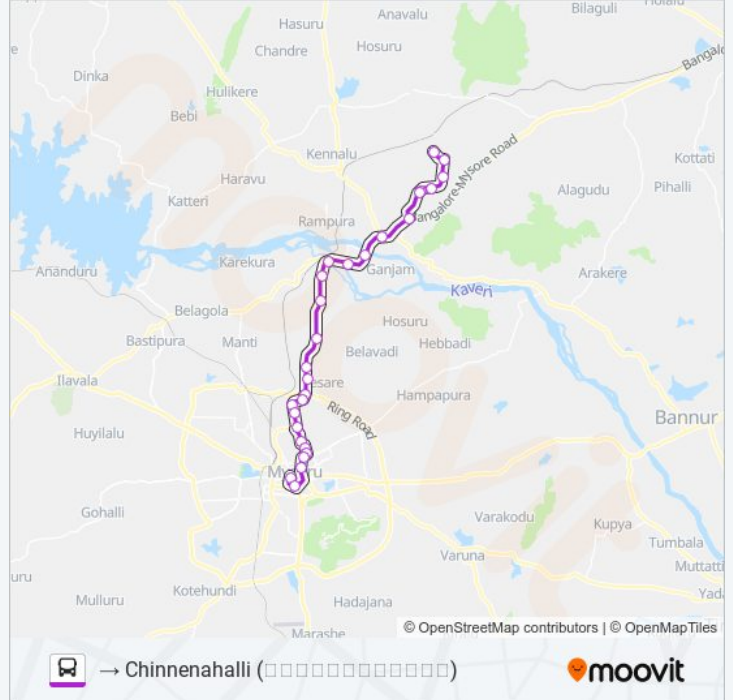 Hasuru
Anavalu
Bilaguli
Chandre
Hosuru
Dinka
Hulikere
Bebi
Kennalu
Kottati
Haravu
Alagudu
Pihalli
Katteri
Rampura
Bangalore-Mysore Road
Karekura
Ganjam
Arakere
Ananduru
Kaveri
Belagola
Hosuru
Bastipura
Manti
Hebbadi
Belavadi
Ilavala
esare
Hampapura
Ring Road
Bannur
Huyilalu
Gohalli
Varakodu
Kupya
Varuna
Tumbala
Muttatti
uru
Kotehundi
Yada
Mulluru
Hadajana
Marashe
© OpenStreetMap contributors | © OpenMapTiles
→ Chinnenahalli (▯▯▯▯▯▯▯▯▯▯▯▯)
moovit